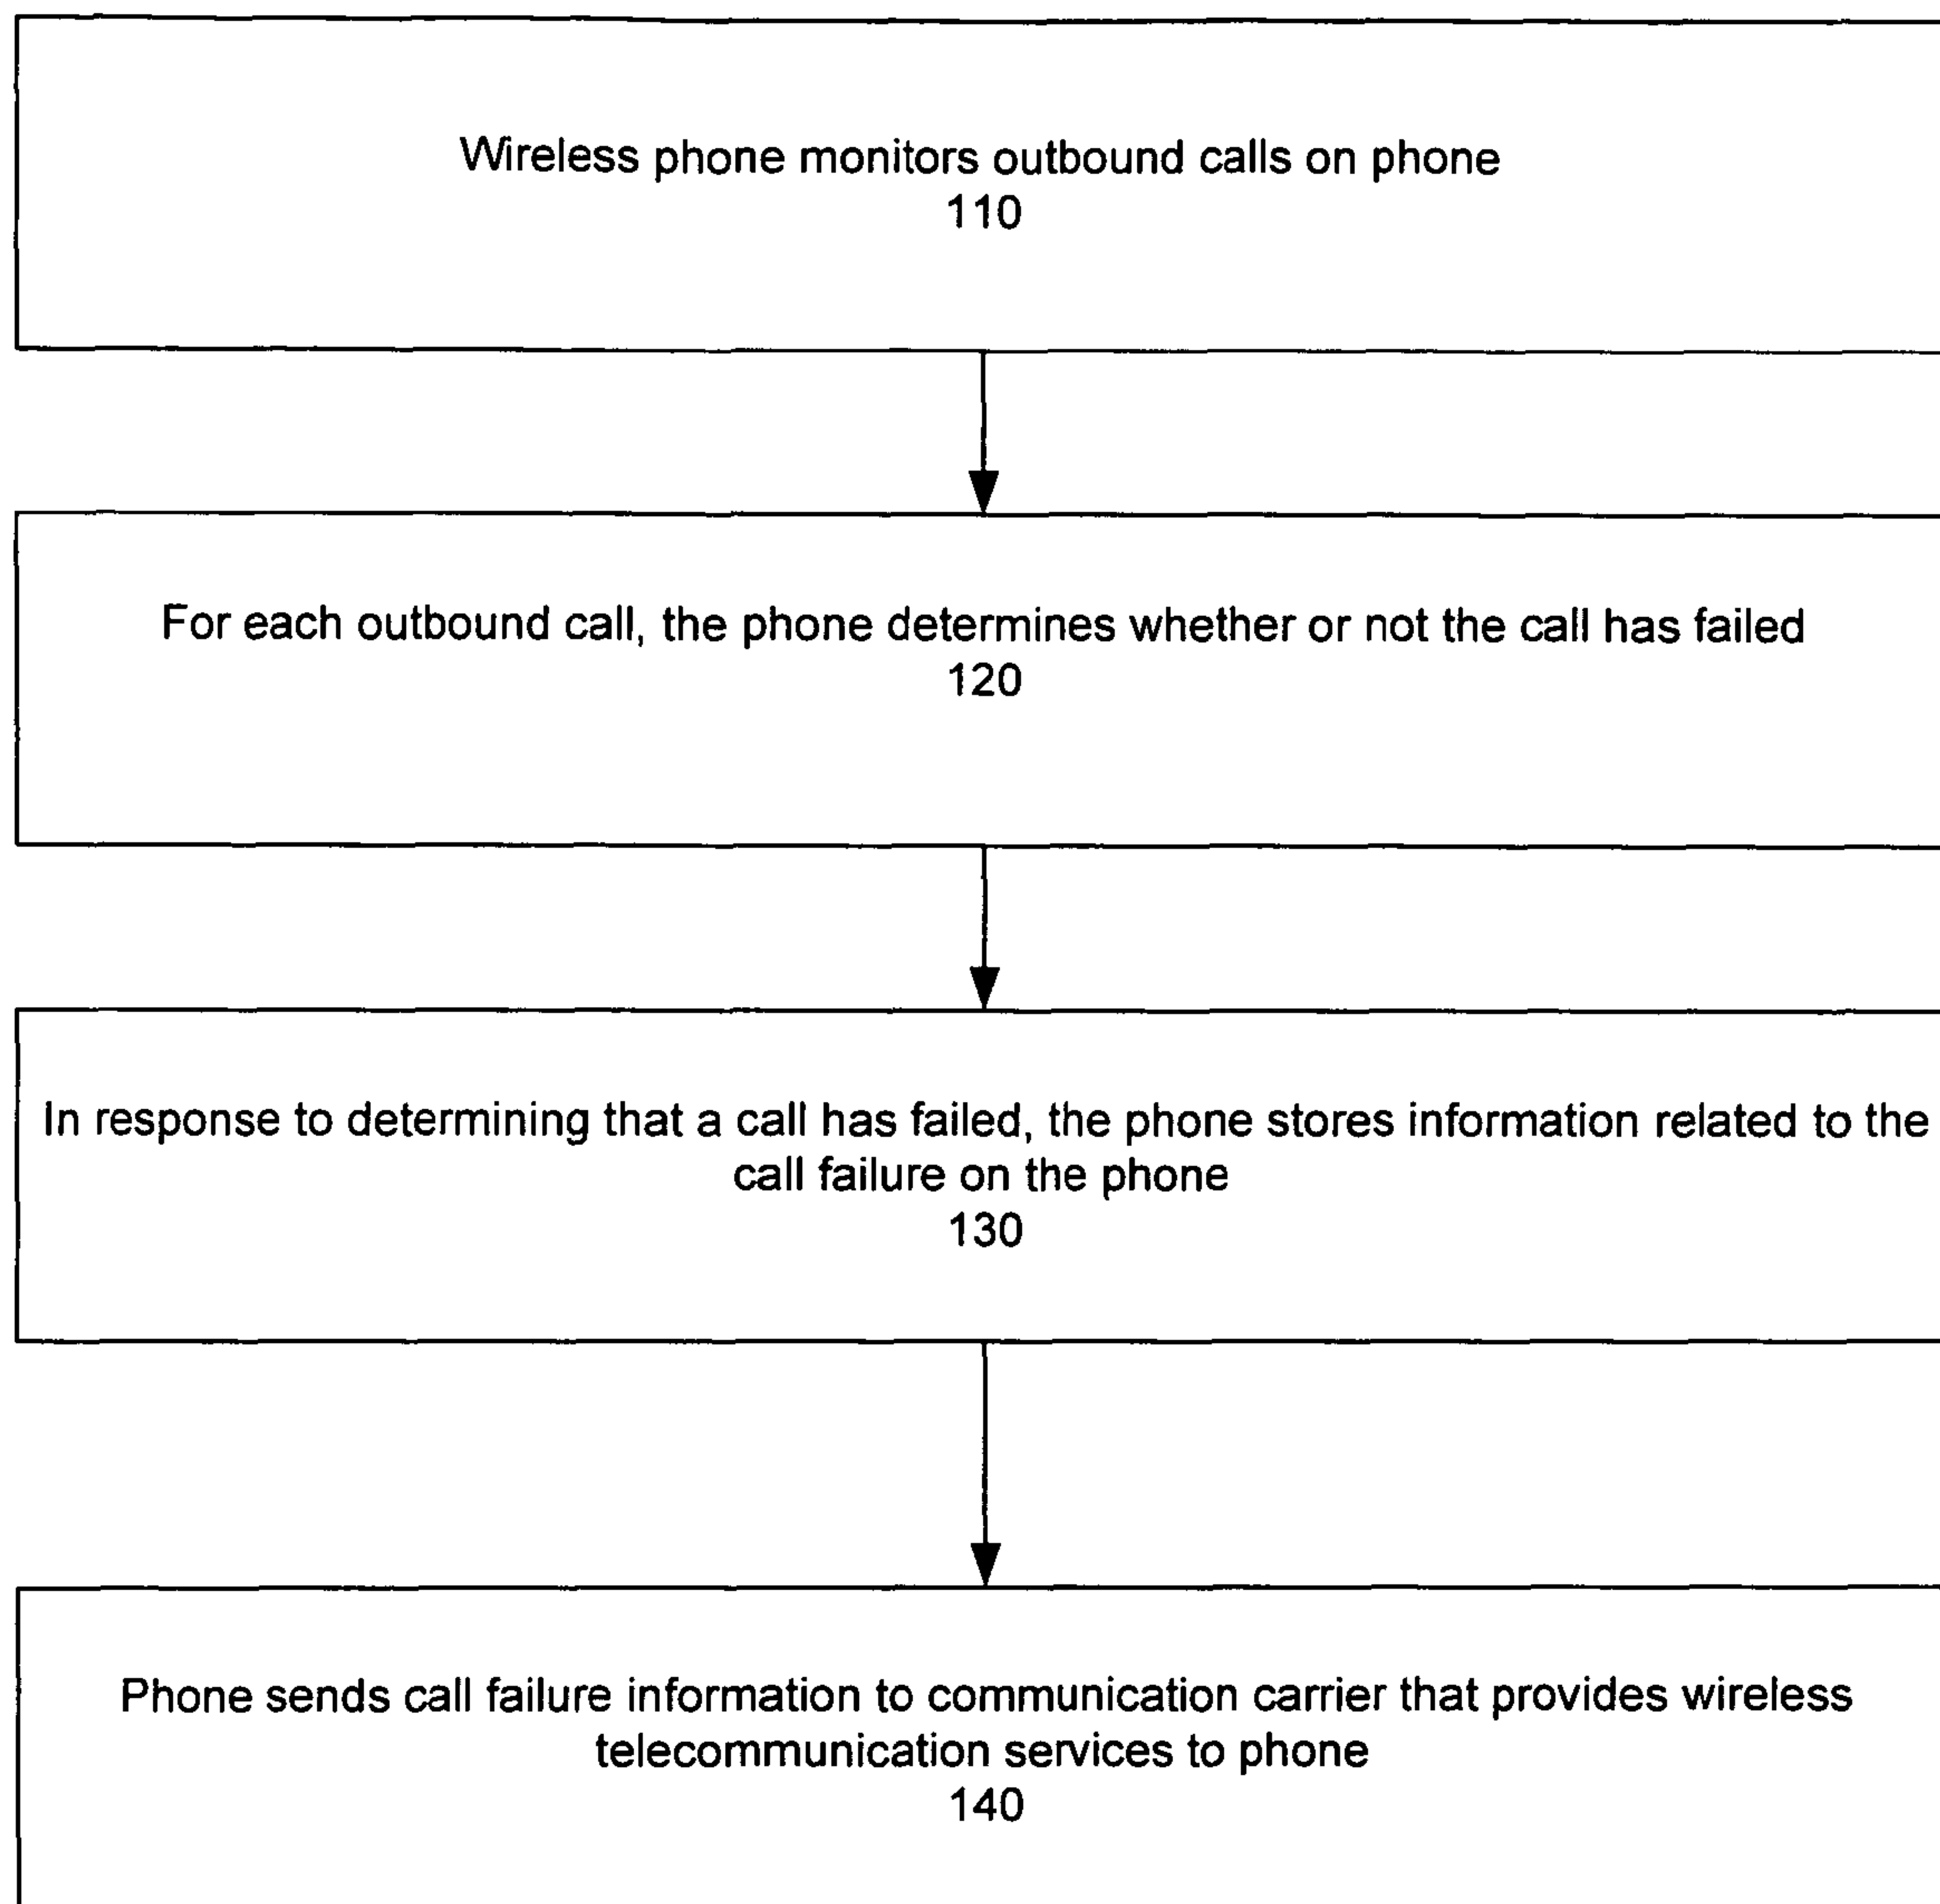 Wireless phone monitors outbound calls on phone
110
For each outbound call, the phone determines whether or not the call has failed
120
In response to determining that a call has failed, the phone stores information related to the
call failure on the phone
130
Phone sends call failure information to communication carrier that provides wireless
telecommunication services to phone
140